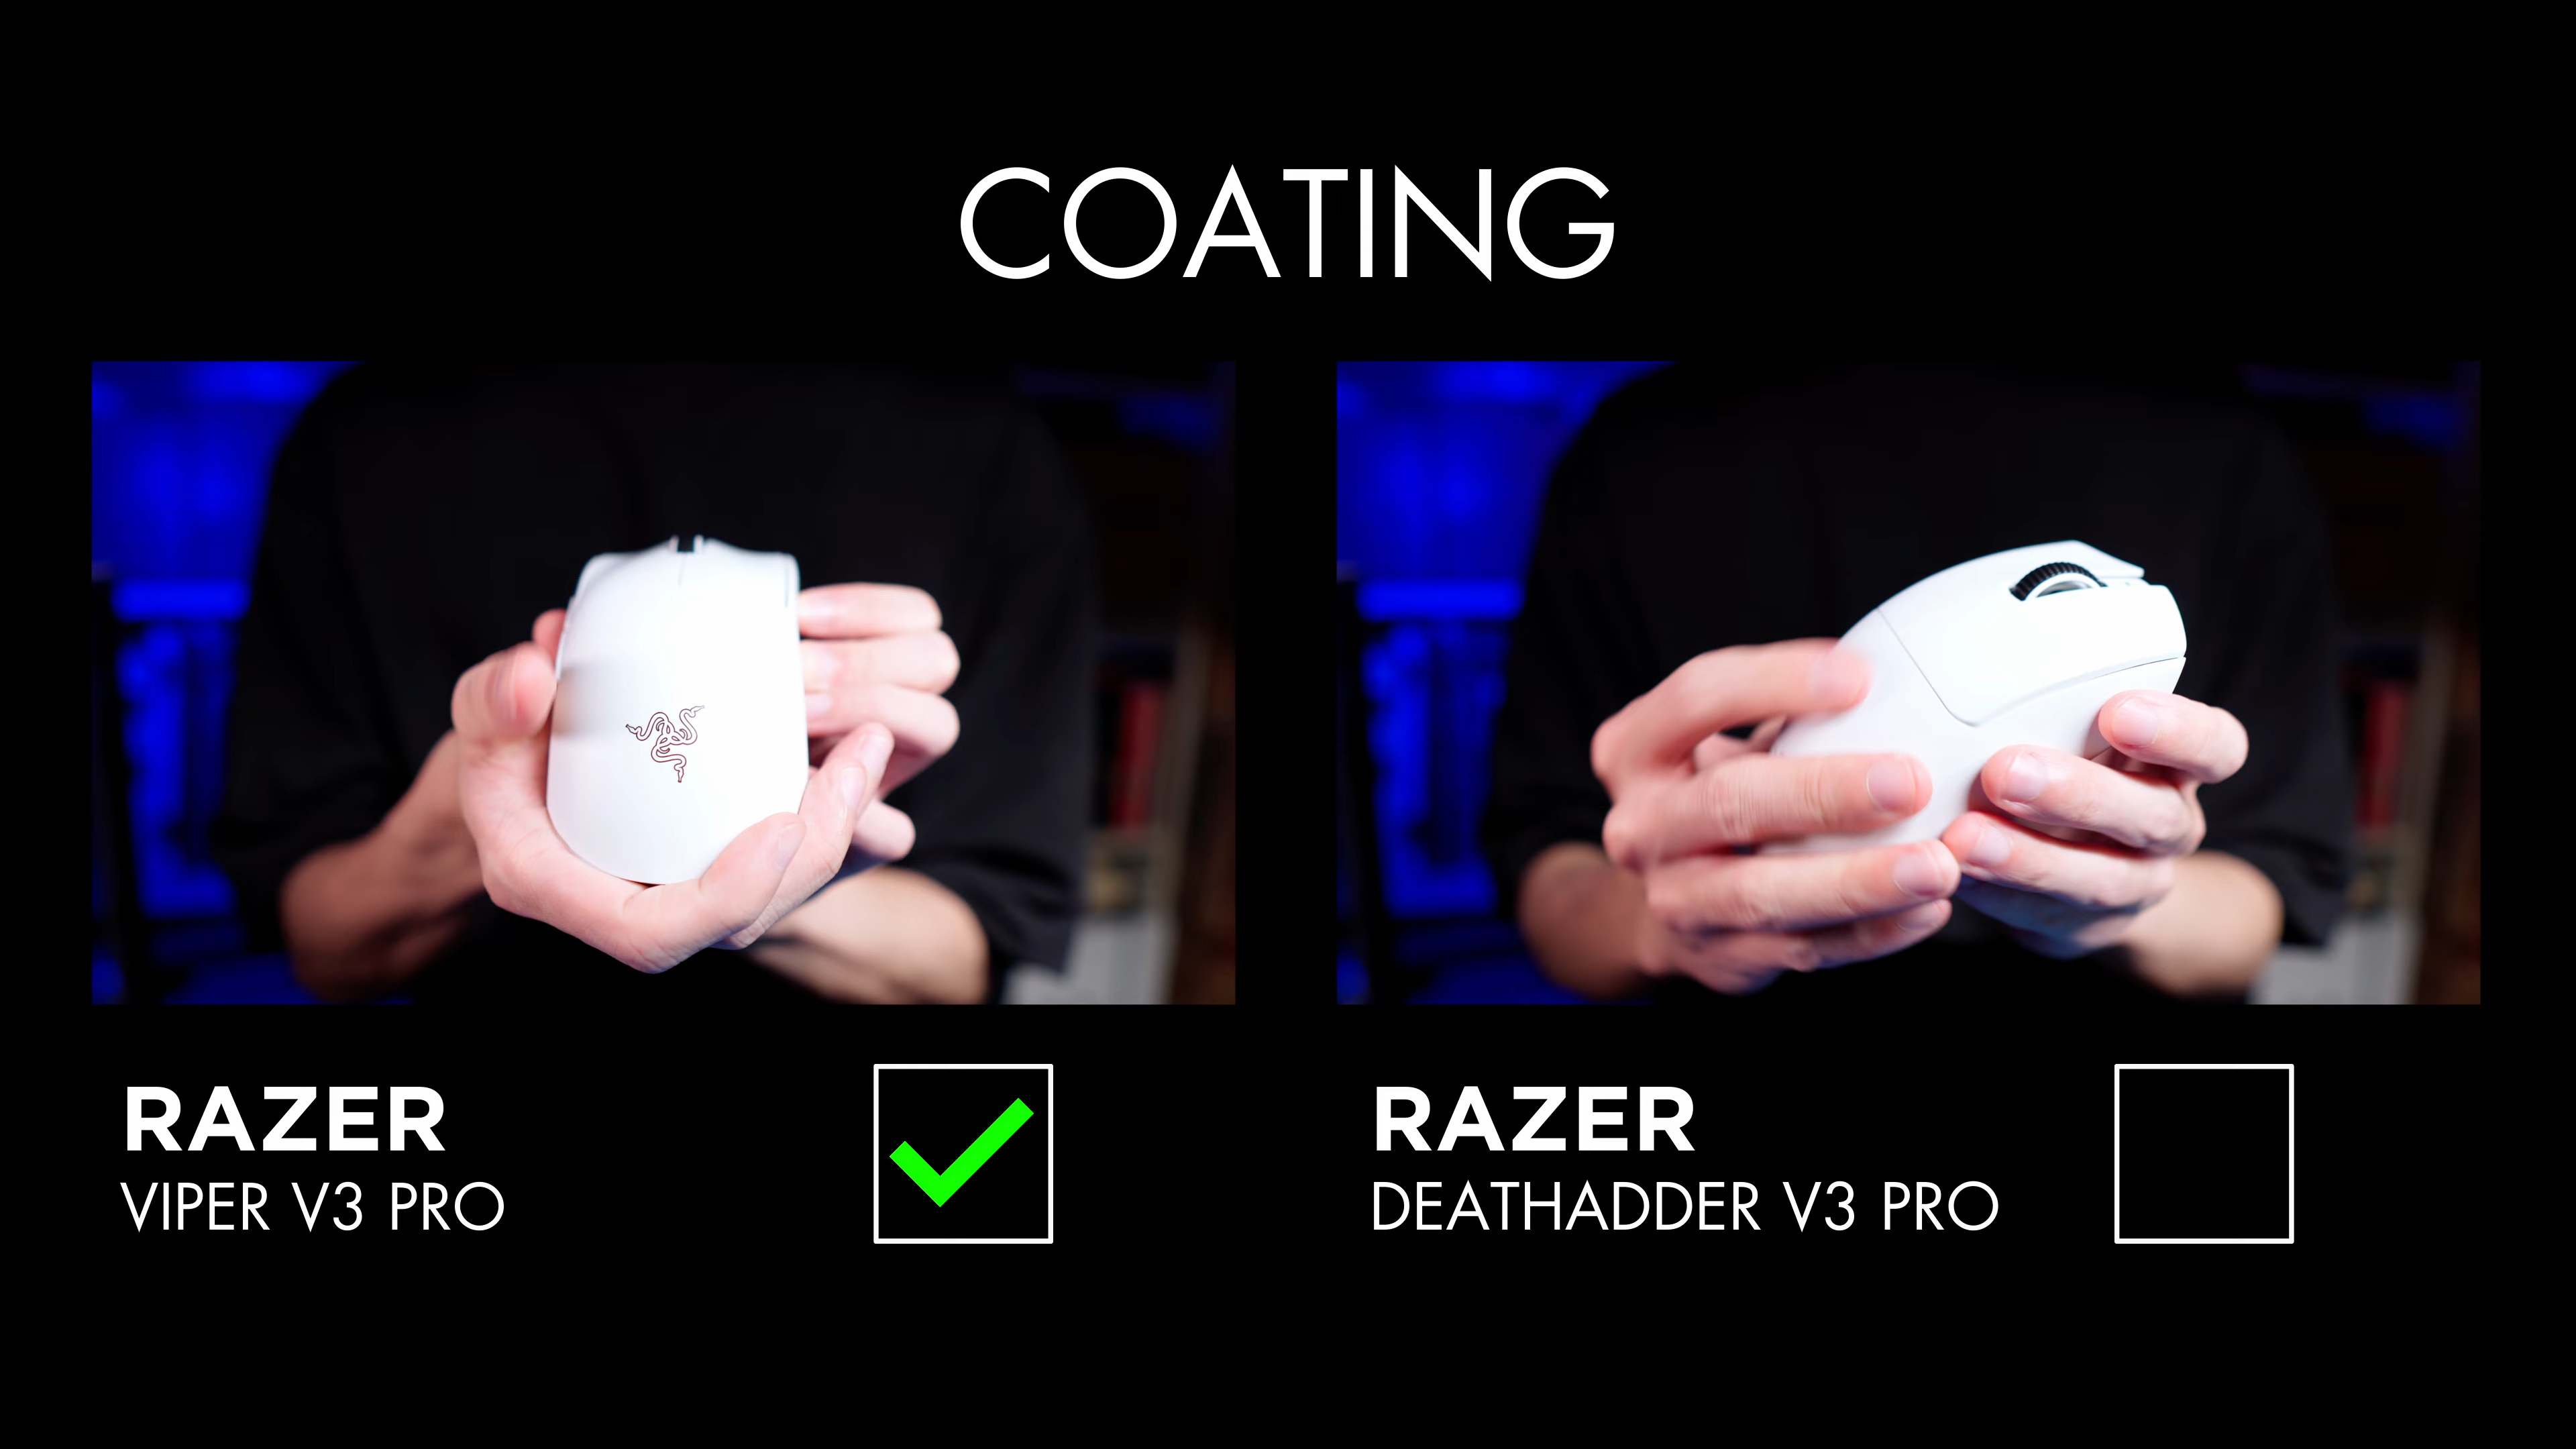 COATING
RAZER
VIPER V3 PRO
RAZER
DEATHADDER V3 PRO